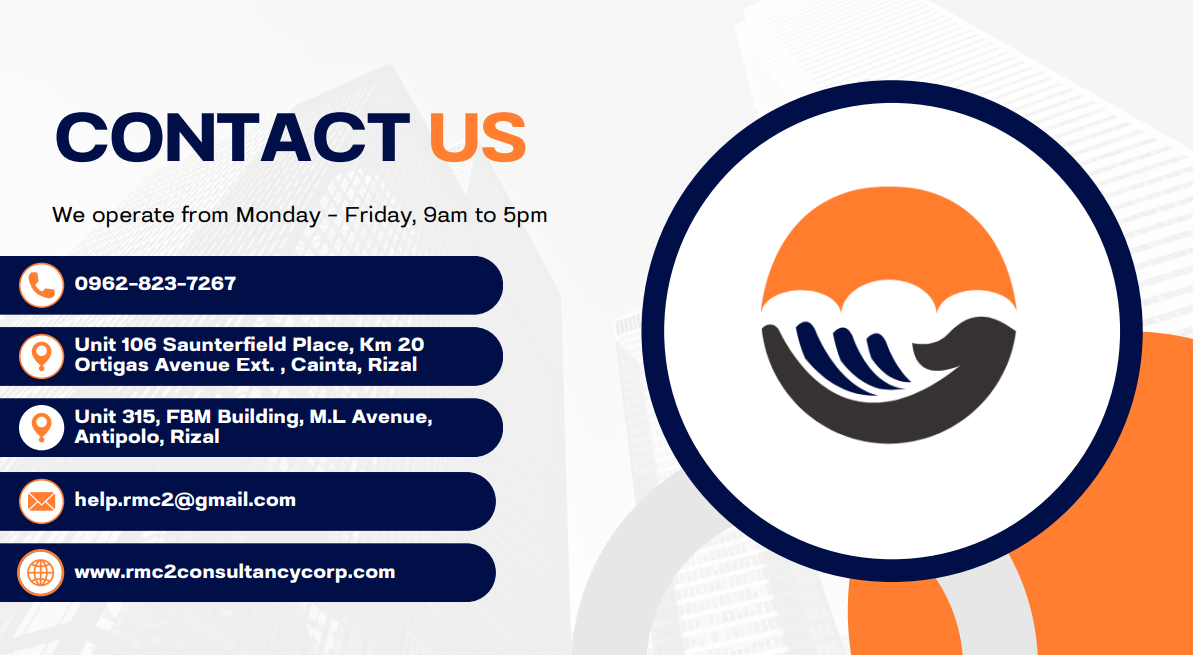 CONTACT US
We operate from Monday - Friday, 9am to 5pm
0962-823-7267
Unit 106 Saunterfield Place, Km 20
Ortigas Avenue Ext. , Cainta, Rizal
Unit 315, FBM Building, M.L Avenue,
Antipolo, Rizal
help.rmc2@gmail.com
www.rmc2consultancycorp.com